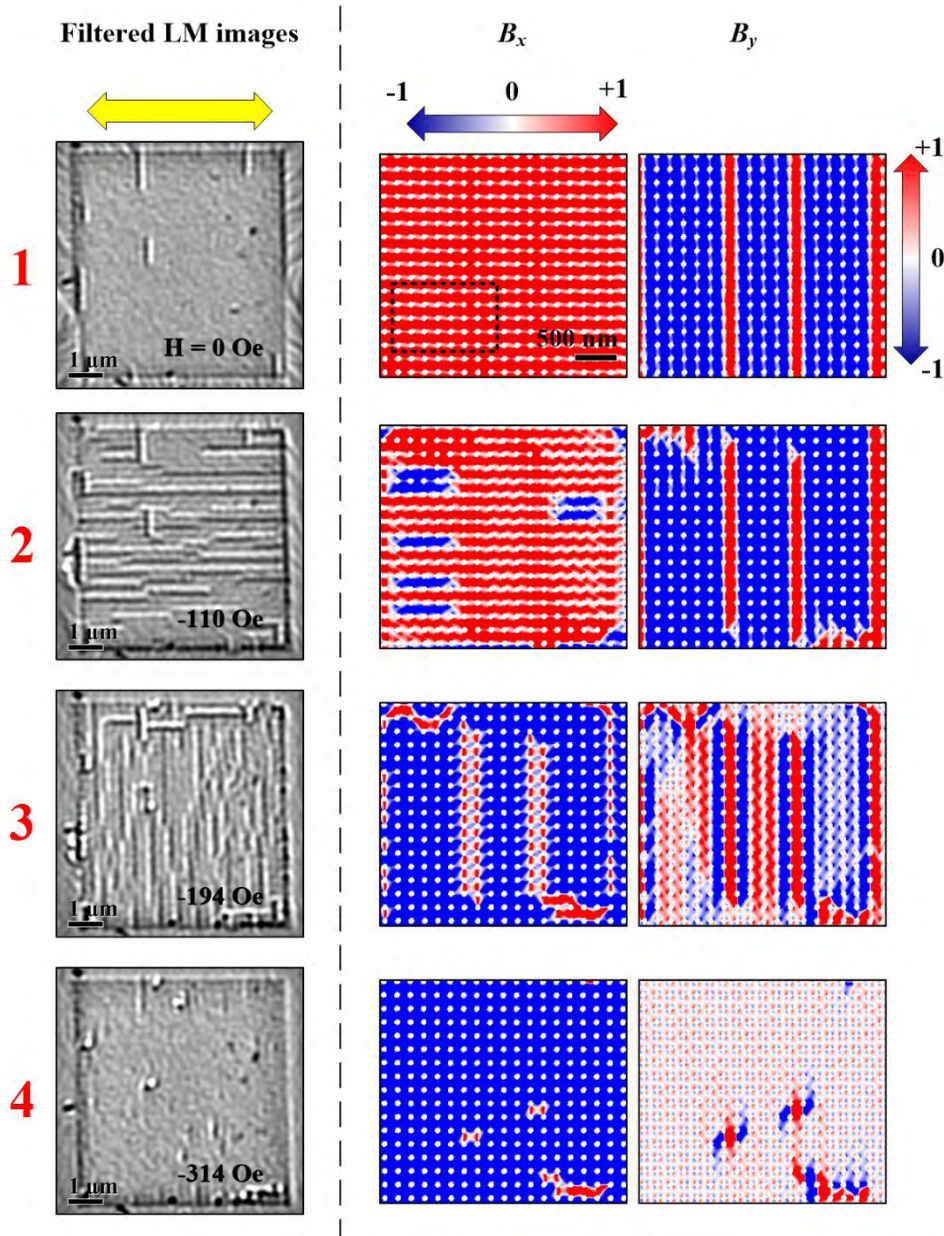 Filtered LM images
Bx
By
-1
0
+1
+1
0
-1
1
H = 0 Oe
1 μm
500 nm
2
-110 Oe
1 μm
3
-194 Oe
1 μm
4
-314 Oe
1 μm